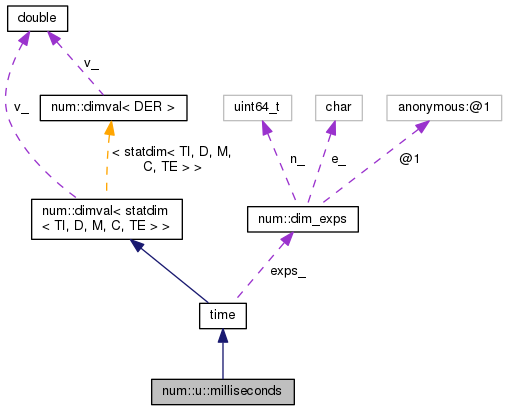 double
v_
num::dimval< DER >
uint64_t
char
anonymous:@1
v_
< statdim< TI, D, M,
C, TE > >
n_
e_
@1
num::dimval< statdim
< TI, D, M, C, TE > >
num::dim_exps
exps_
time
num::u::milliseconds